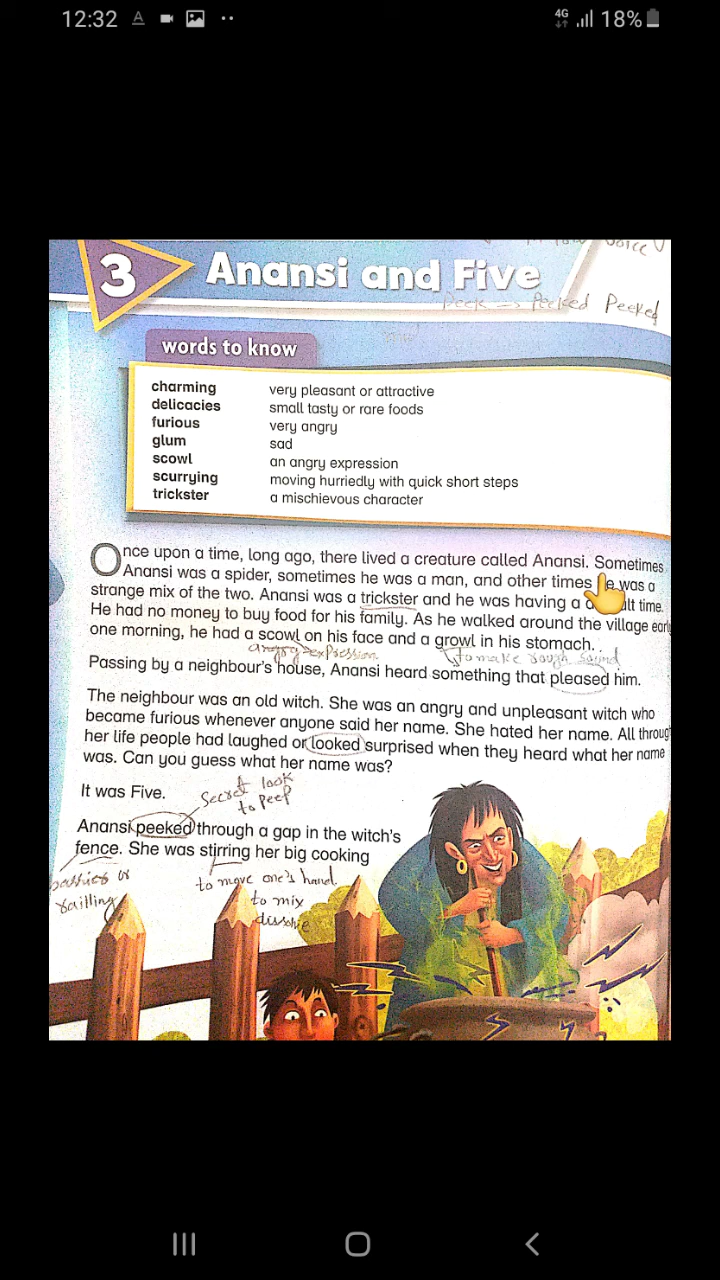 12:32 A
4G 18%
voice
3 Anansi and Five
Peek → Peeked Peeked
words to know
charming very pleasant or attractive
delicacies small tasty or rare foods
furious very angry
glum sad
scowl an angry expression
scurrying moving hurriedly with quick short steps
trickster a mischievous character
Once upon a time, long ago, there lived a creature called Anansi. Sometimes
Anansi was a spider, sometimes he was a man, and other times he was a
strange mix of the two. Anansi was a trickster and he was having a time.
He had no money to buy food for his family. As he walked around the village
one morning, he had a scowl on his face and a growl in his stomach.
angry expression to make rough sound
Passing by a neighbour's house, Anansi heard something that pleased him.
The neighbour was an old witch. She was an angry and unpleasant witch who
became furious whenever anyone said her name. She hated her name. All
her life people had laughed or looked surprised when they heard what her name
was. Can you guess what her name was?
It was Five.
Secret look
to peep
Anansi peeked through a gap in the witch's
fence. She was stirring her big cooking
or
railling
to move one's hand
to mix